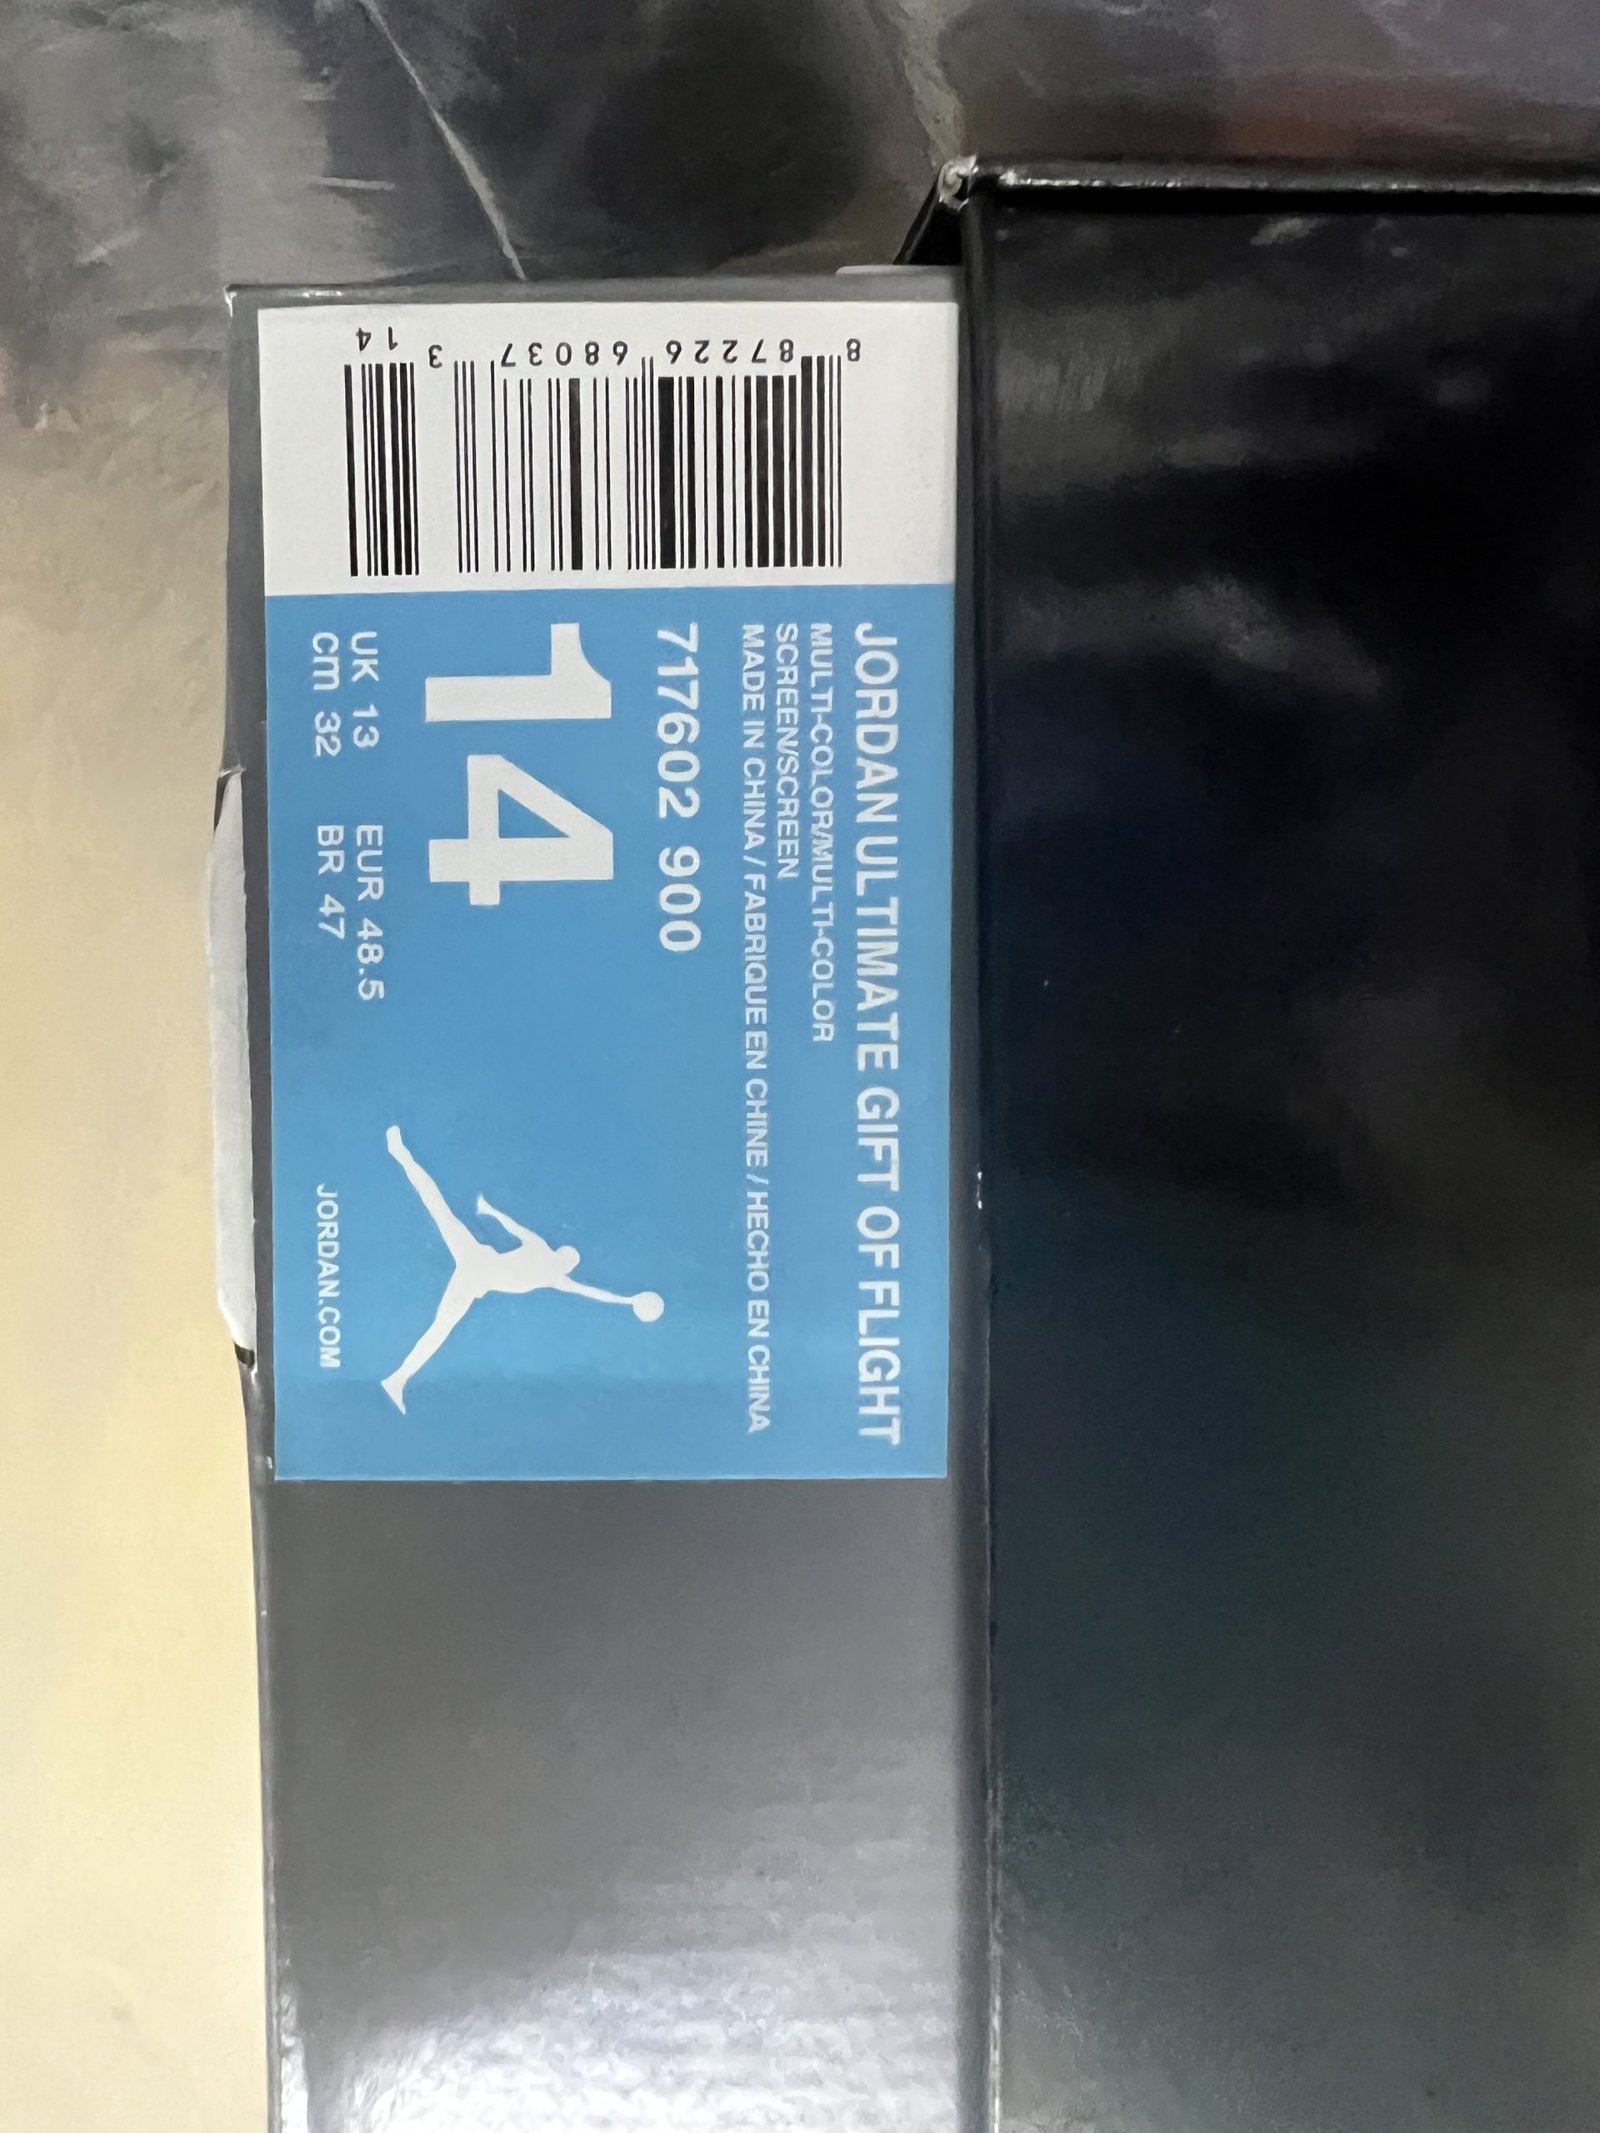 JORDAN ULTIMATE GIFT OF FLIGHT
MULTI-COLOR/MULTI-COLOR
SCREEN/SCREEN
MADE IN CHINA / FABRIQUE EN CHINE / HECHO EN CHINA
717602 900
14
UK 13 EUR 48.5
cm 32 BR 47
JORDAN.COM
8 87226 68037 3 14